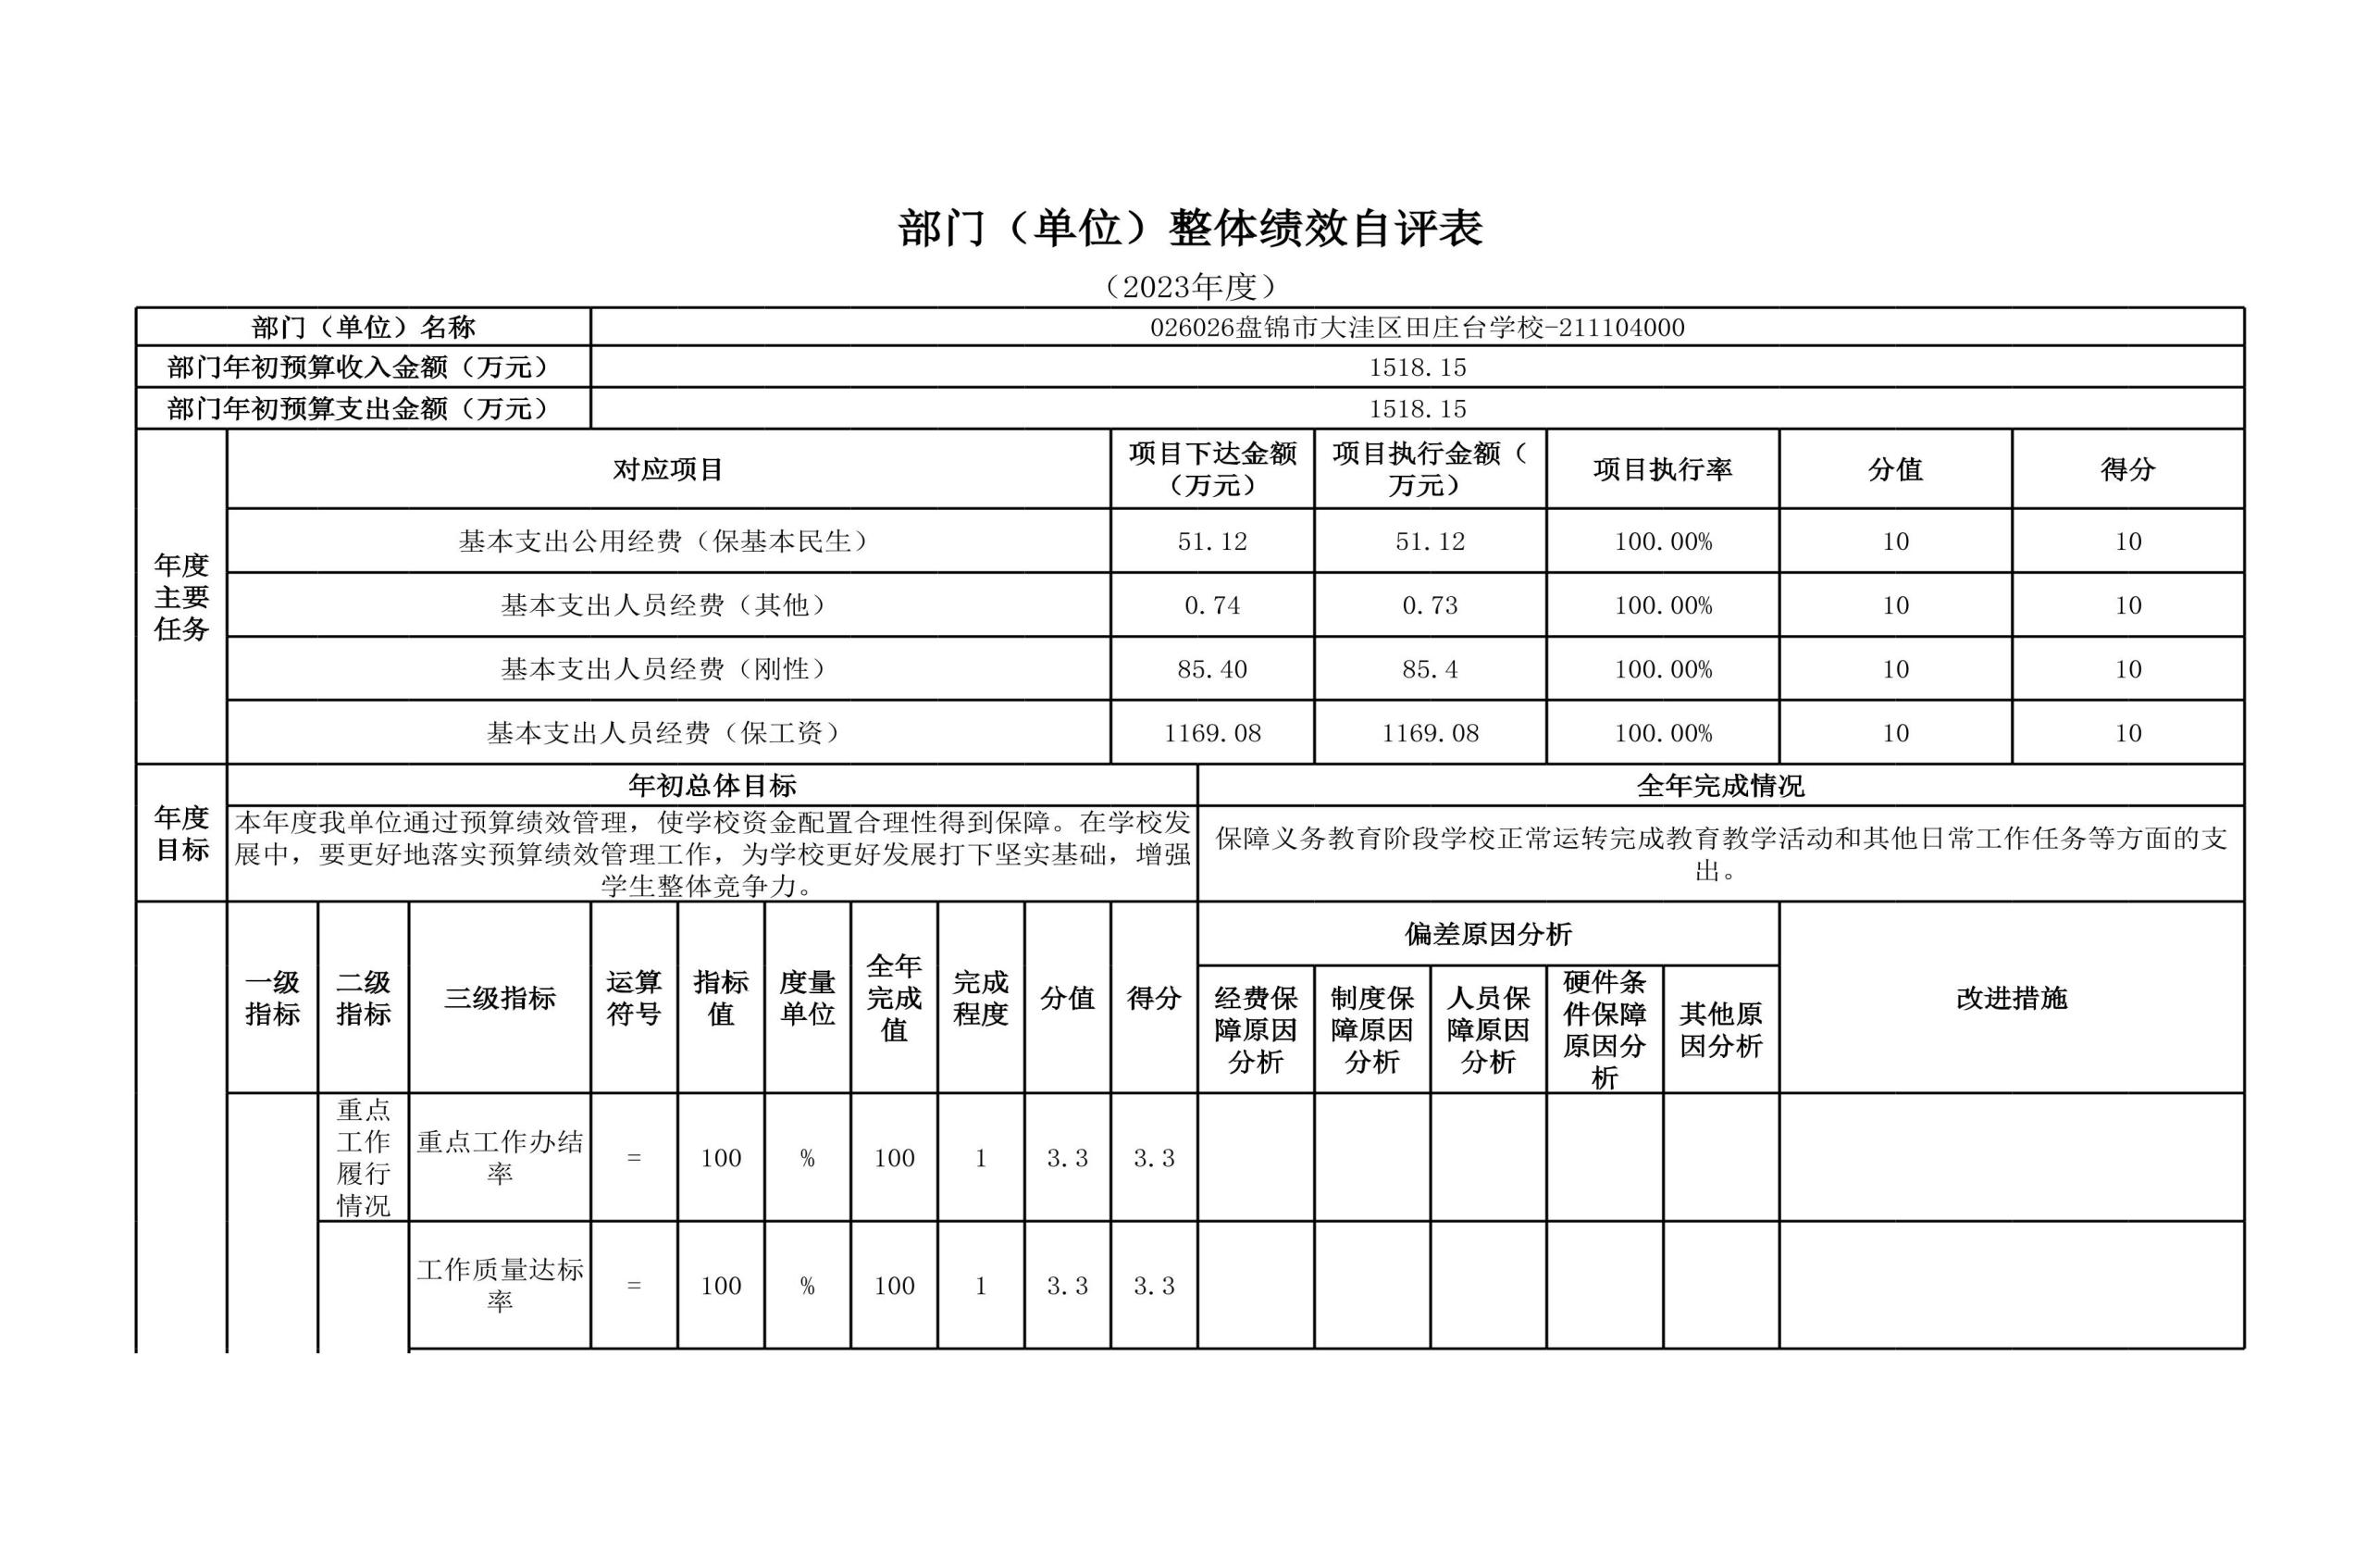 部门（单位）整体绩效自评表
（2023年度）
部门（单位）名称 026026盘锦市大洼区田庄台学校-211104000
部门年初预算收入金额（万元） 1518.15
部门年初预算支出金额（万元） 1518.15
年度
主要
任务
对应项目
项目下达金额
（万元）
项目执行金额（
万元）
项目执行率
分值
得分
基本支出公用经费（保基本民生） 51.12 51.12 100.00% 10 10
基本支出人员经费（其他） 0.74 0.73 100.00% 10 10
基本支出人员经费（刚性） 85.40 85.4 100.00% 10 10
基本支出人员经费（保工资） 1169.08 1169.08 100.00% 10 10
年度
目标
年初总体目标
全年完成情况
本年度我单位通过预算绩效管理，使学校资金配置合理性得到保障。在学校发
展中，要更好地落实预算绩效管理工作，为学校更好发展打下坚实基础，增强
学生整体竞争力。
保障义务教育阶段学校正常运转完成教育教学活动和其他日常工作任务等方面的支
出。
一级
指标
二级
指标
三级指标
运算
符号
指标
值
度量
单位
全年
完成
值
完成
程度
分值
得分
偏差原因分析
经费保
障原因
分析
制度保
障原因
分析
人员保
障原因
分析
硬件条
件保障
原因分
析
其他原
因分析
改进措施
重点
工作
履行
情况
重点工作办结
率
= 100 % 100 1 3.3 3.3
工作质量达标
率
= 100 % 100 1 3.3 3.3